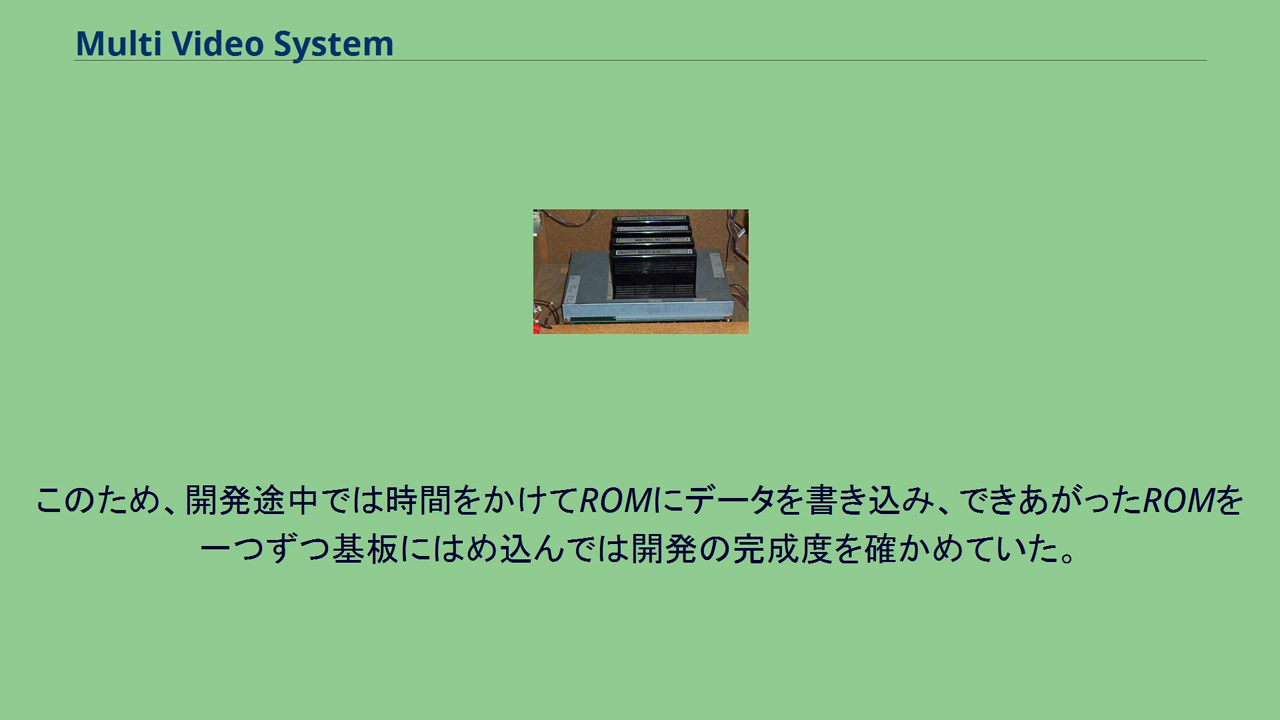 Multi Video System
このため、開発途中では時間をかけてROMにデータを書き込み、できあがったROMを
一つずつ基板にはめ込んでは開発の完成度を確かめていた。